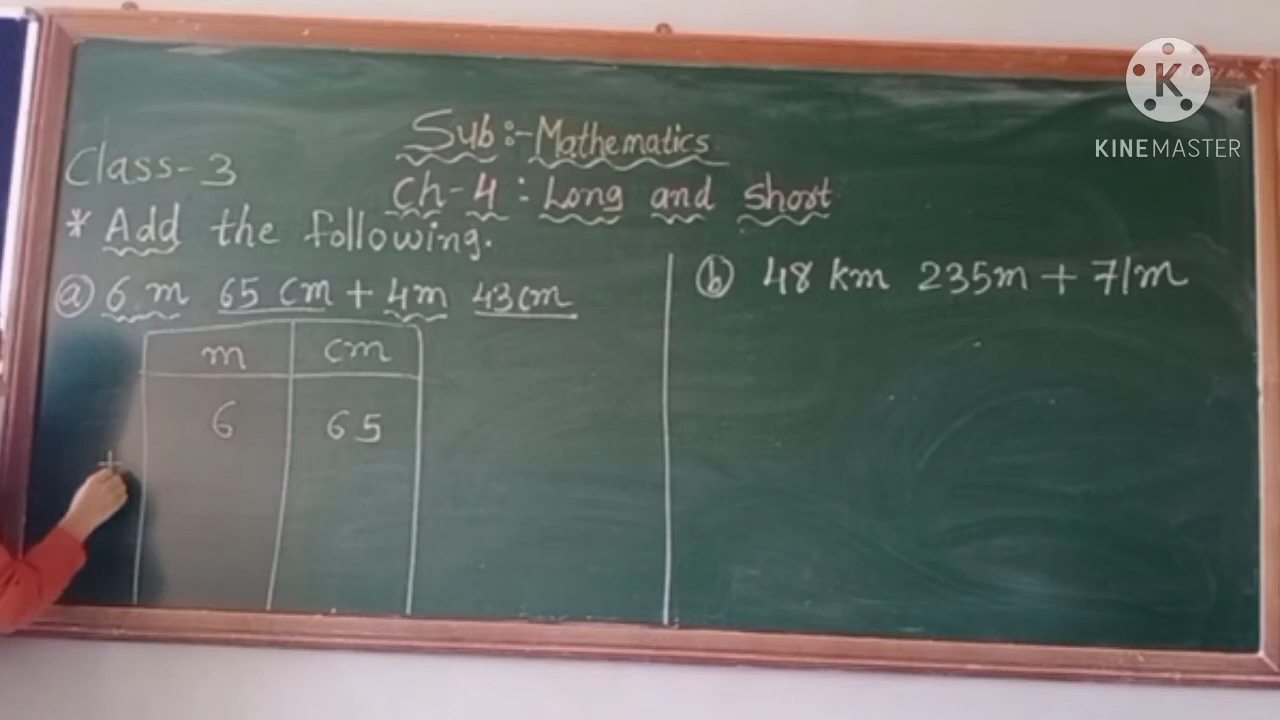 Sub:- Mathematics
Class-3
Ch-4 : Long and short
* Add the following.
(a) 6 m 65 cm + 4m 43cm
m cm
6 65
+
(b) 48 km 235m + 71m
K
KINEMASTER